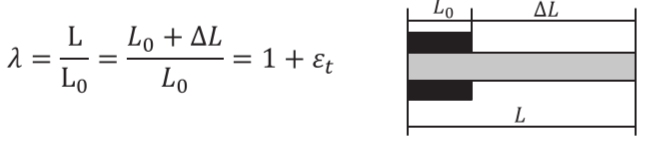 λ = L / L₀ = (L₀ + ΔL) / L₀ = 1 + εₜ
L₀ ΔL
L